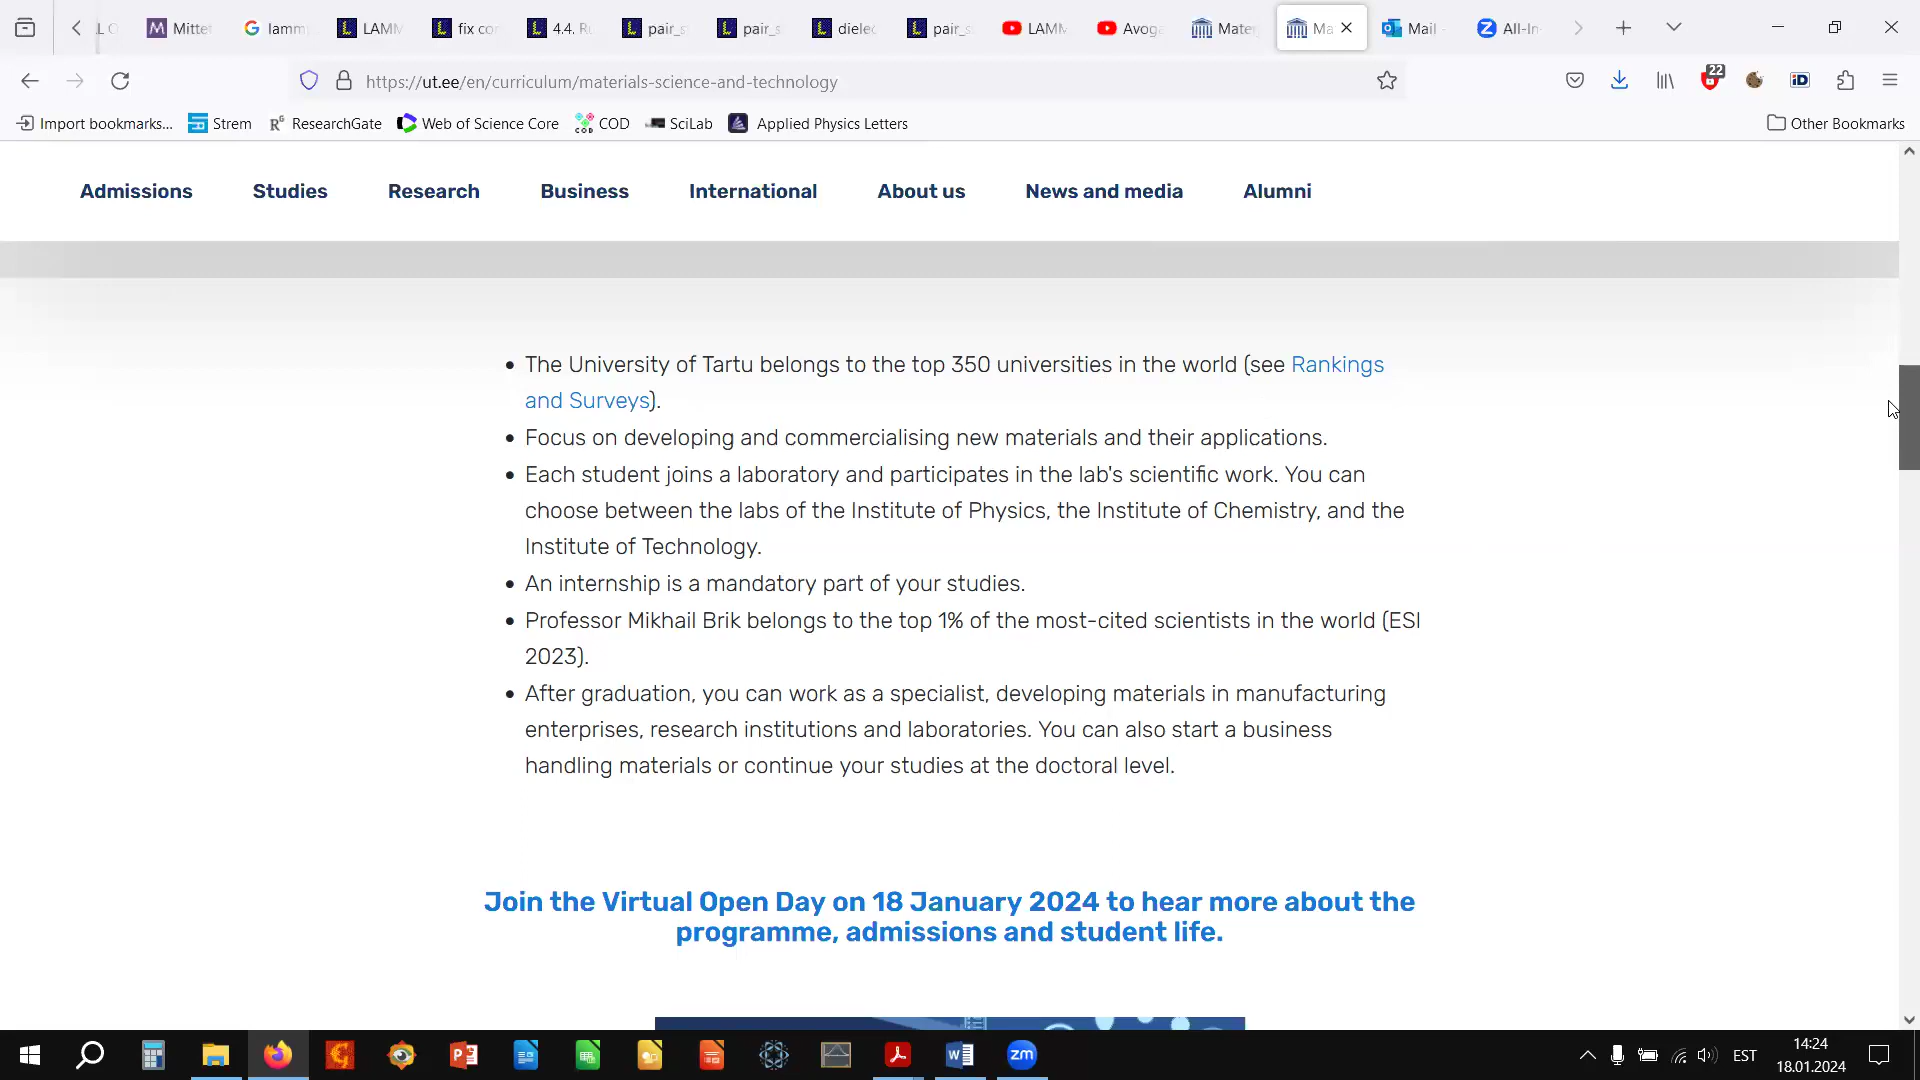 Mittet
lamm
LAMM
fix co
4.4. Ru
pair_s
pair_s
dielec
pair_s
LAMM
Avoga
Mater
Ma
Mail
All-In
https://ut.ee/en/curriculum/materials-science-and-technology
22
iD
Import bookmarks...
Strem
ResearchGate
Web of Science Core
COD
SciLab
Applied Physics Letters
Other Bookmarks
Admissions
Studies
Research
Business
International
About us
News and media
Alumni
• The University of Tartu belongs to the top 350 universities in the world (see Rankings
and Surveys).
• Focus on developing and commercialising new materials and their applications.
• Each student joins a laboratory and participates in the lab's scientific work. You can
choose between the labs of the Institute of Physics, the Institute of Chemistry, and the
Institute of Technology.
• An internship is a mandatory part of your studies.
• Professor Mikhail Brik belongs to the top 1% of the most-cited scientists in the world (ESI
2023).
• After graduation, you can work as a specialist, developing materials in manufacturing
enterprises, research institutions and laboratories. You can also start a business
handling materials or continue your studies at the doctoral level.
Join the Virtual Open Day on 18 January 2024 to hear more about the
programme, admissions and student life.
zm
EST
14:24
18.01.2024